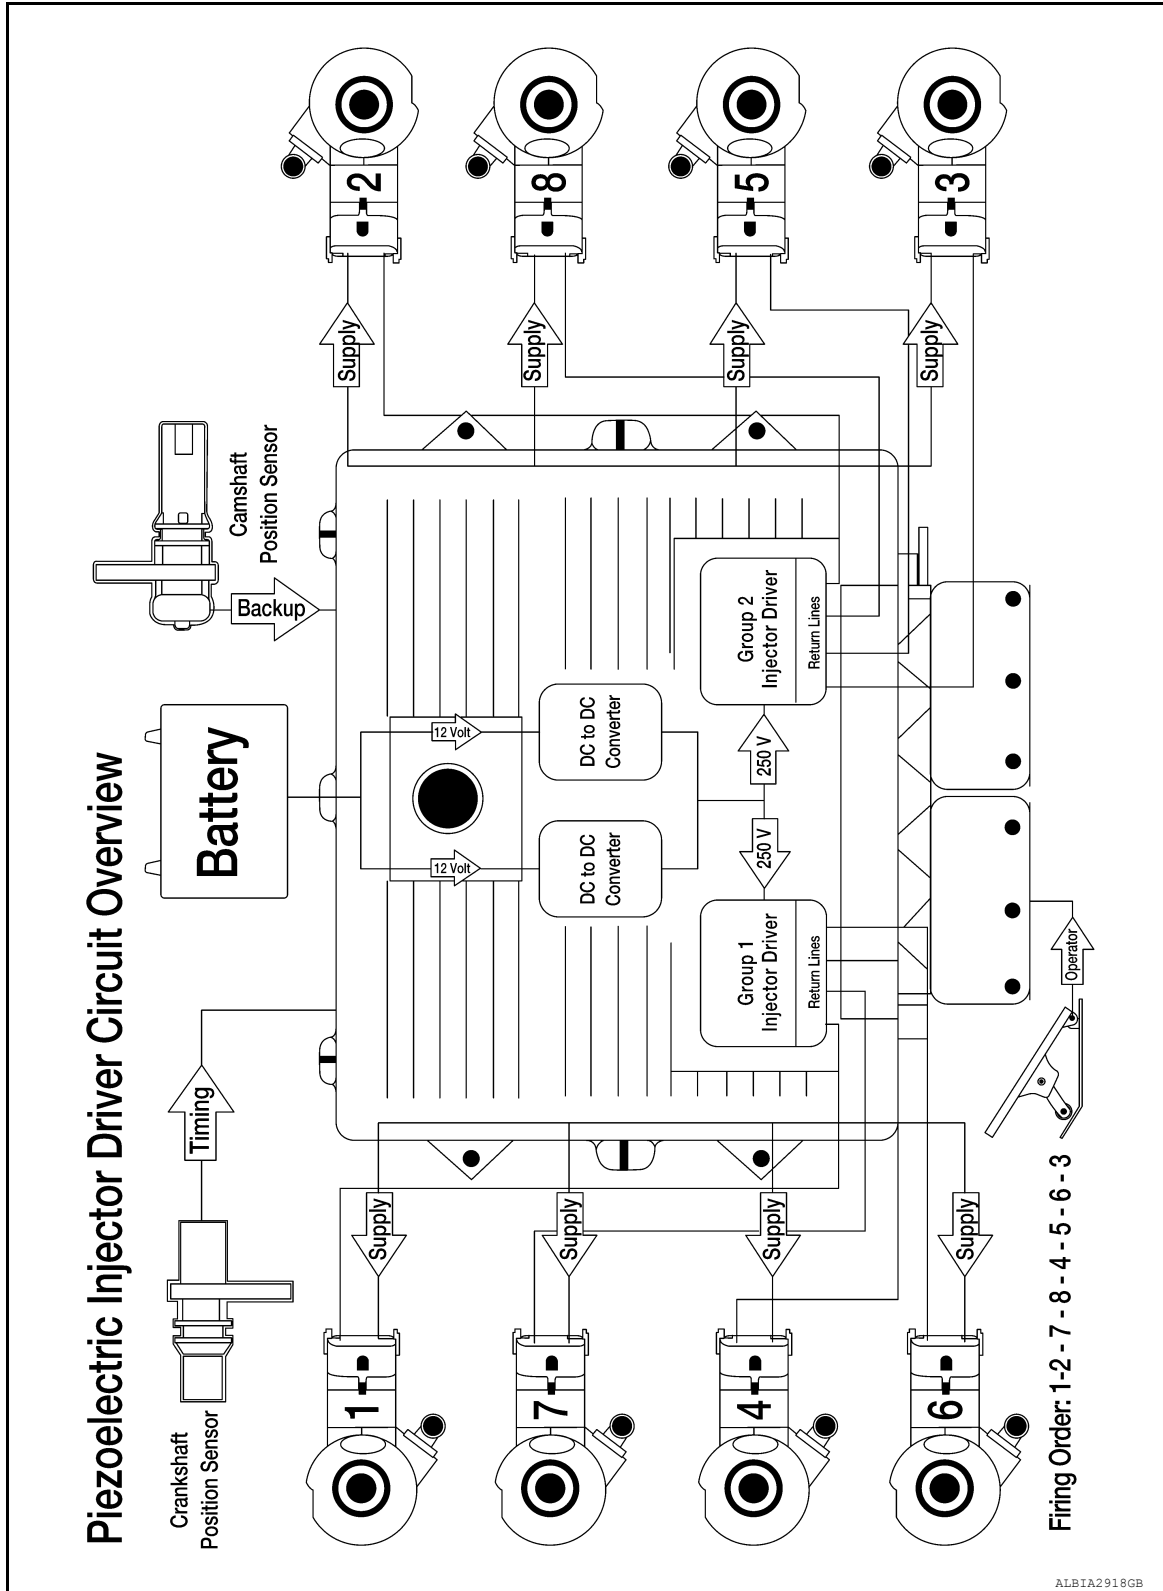 Piezoelectric Injector Driver Circuit Overview
Crankshaft
Position Sensor
Timing
Battery
Backup
Camshaft
Position Sensor
1
7
4
6
Supply
Supply
Supply
Supply
12 Volt
12 Volt
DC to DC
Converter
DC to DC
Converter
250 V
250 V
Group 1
Injector Driver
Return Lines
Group 2
Injector Driver
Return Lines
Supply
Supply
Supply
Supply
2
8
5
3
Operator
Firing Order: 1-2 - 7 - 8 - 4 - 5 - 6 - 3
ALBIA2918GB